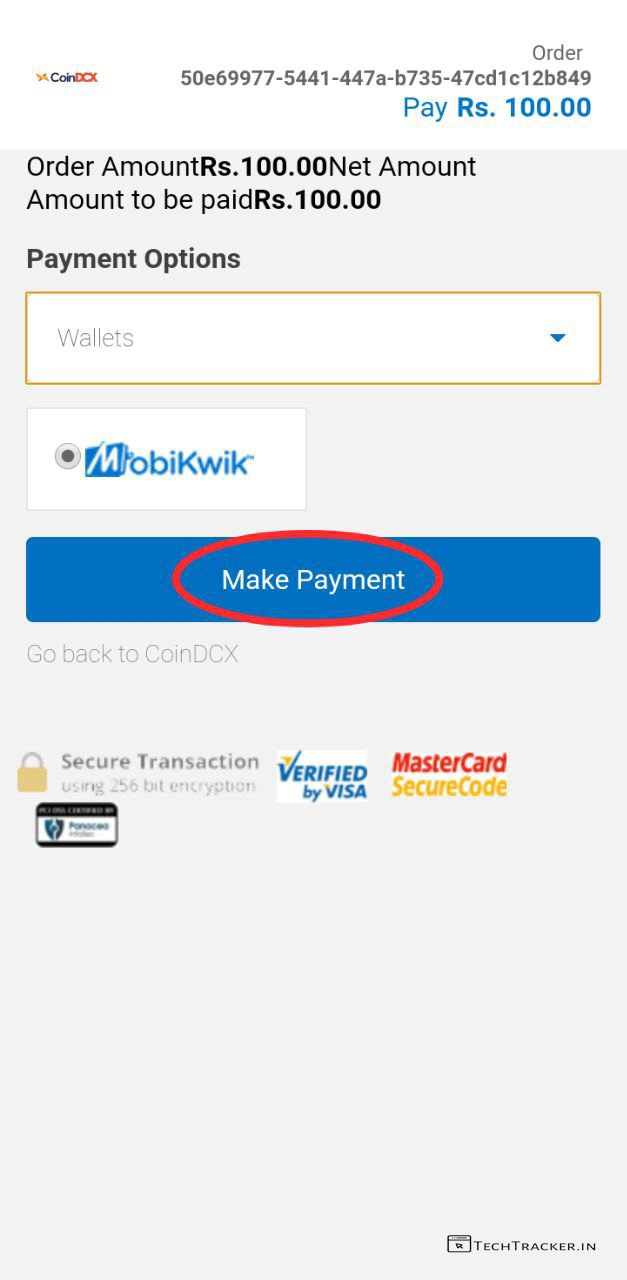 Order
CoinDCX
50e69977-5441-447a-b735-47cd1c12b849
Pay Rs. 100.00
Order AmountRs.100.00Net Amount
Amount to be paidRs.100.00
Payment Options
Wallets
MobiKwik™
Make Payment
Go back to CoinDCX
Secure Transaction
using 256 bit encryption
VERIFIED
by VISA
MasterCard
SecureCode
PCI DSS CERTIFIED BY
Panacea
Infosec
TECHTRACKER.IN